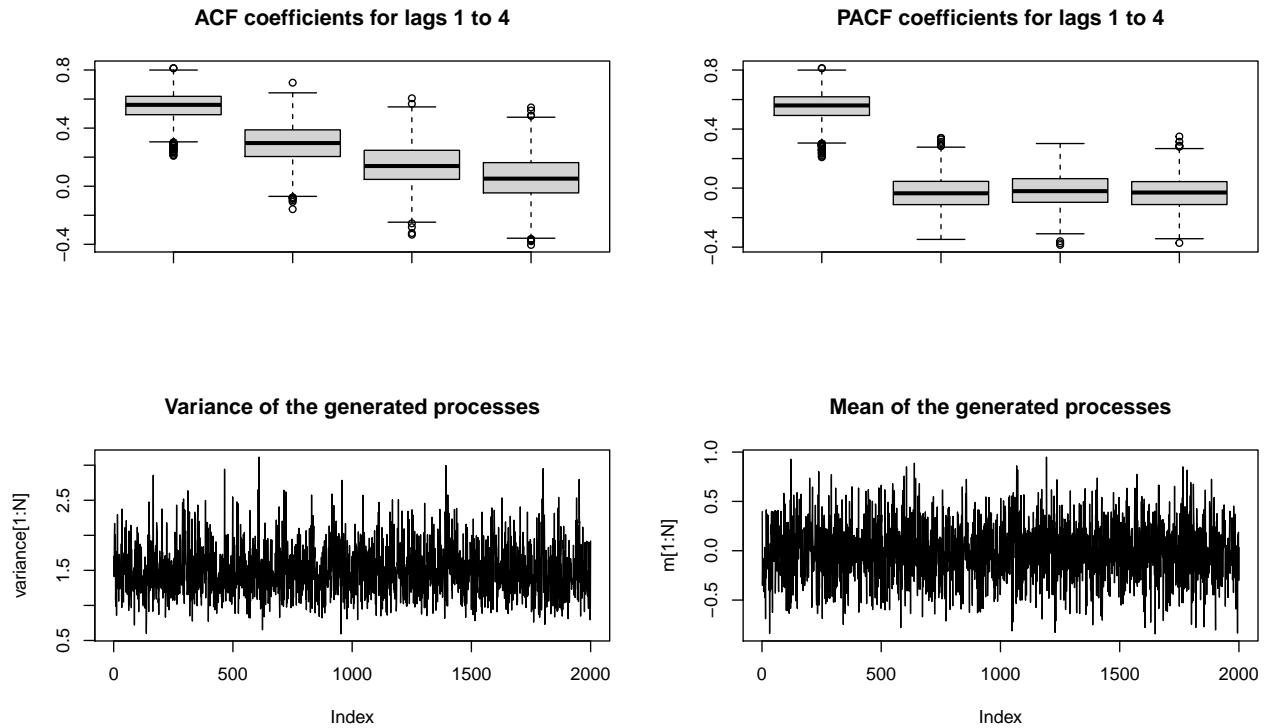 ACF coefficients for lags 1 to 4
0.8
0.4
0.0
−0.4
PACF coefficients for lags 1 to 4
0.8
0.4
0.0
−0.4
Variance of the generated processes
variance[1:N]
2.5
1.5
0.5
0 500 1000 1500 2000
Index
Mean of the generated processes
m[1:N]
1.0
0.5
0.0
−0.5
0 500 1000 1500 2000
Index